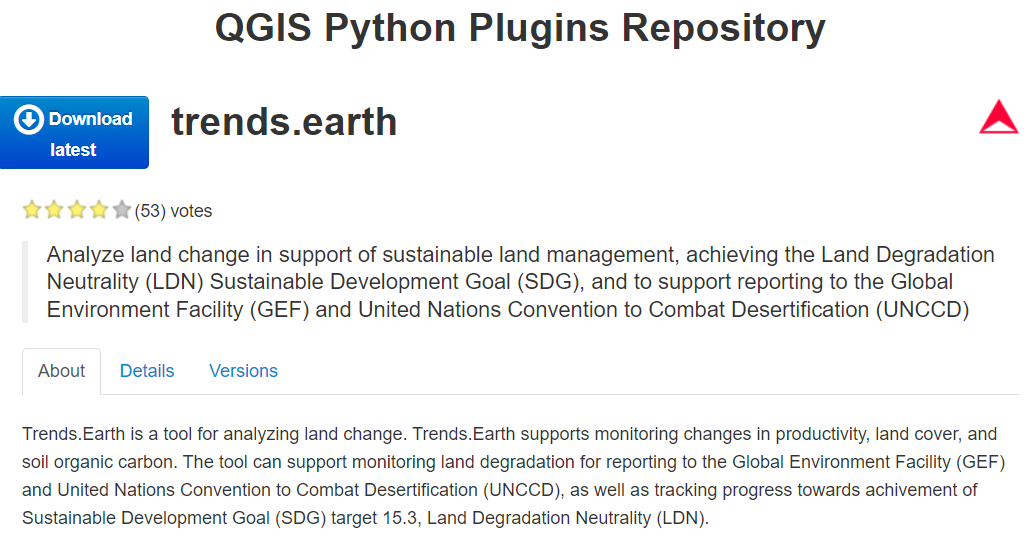 QGIS Python Plugins Repository
Download
latest
trends.earth
(53) votes
Analyze land change in support of sustainable land management, achieving the Land Degradation
Neutrality (LDN) Sustainable Development Goal (SDG), and to support reporting to the Global
Environment Facility (GEF) and United Nations Convention to Combat Desertification (UNCCD)
About
Details
Versions
Trends.Earth is a tool for analyzing land change. Trends.Earth supports monitoring changes in productivity, land cover, and
soil organic carbon. The tool can support monitoring land degradation for reporting to the Global Environment Facility (GEF)
and United Nations Convention to Combat Desertification (UNCCD), as well as tracking progress towards achivement of
Sustainable Development Goal (SDG) target 15.3, Land Degradation Neutrality (LDN).